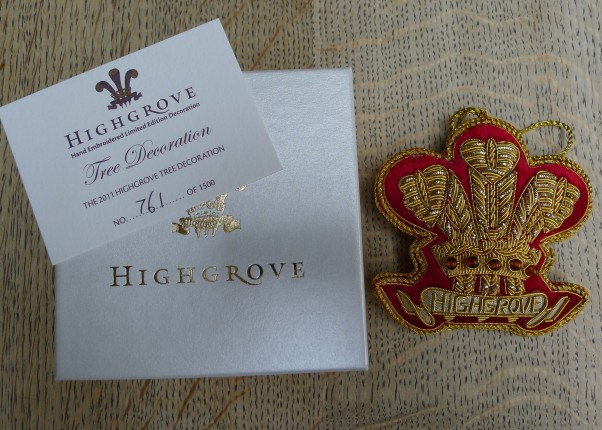 HIGHGROVE
Hand Embroidered Limited Edition Decoration
Tree Decoration
THE 2011 HIGHGROVE TREE DECORATION
NO....761......OF 1500
HIGHGROVE
HIGHGROVE